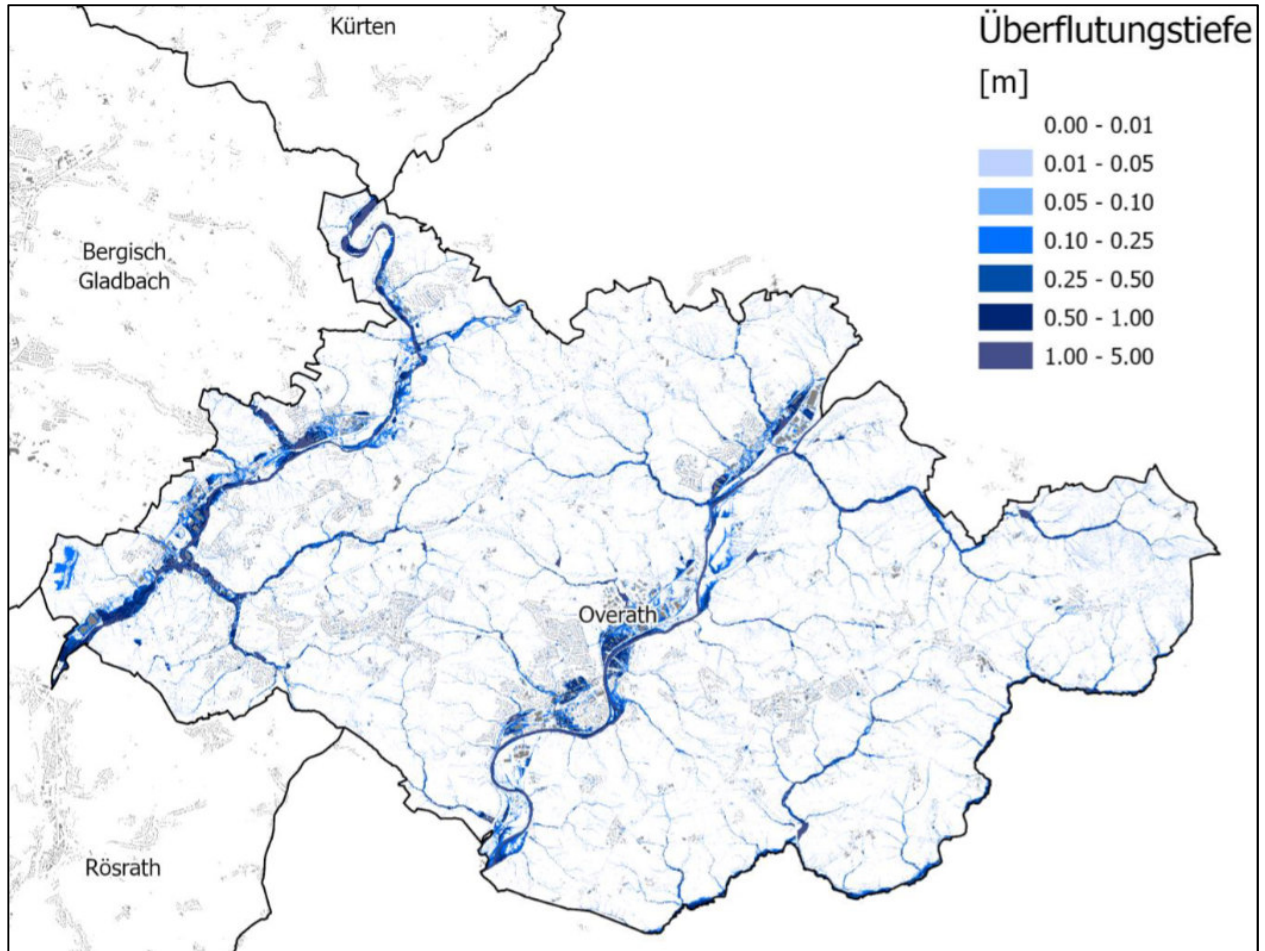 Kürten
Überflutungstiefe
[m]
0.00 - 0.01
0.01 - 0.05
0.05 - 0.10
0.10 - 0.25
0.25 - 0.50
0.50 - 1.00
1.00 - 5.00
Bergisch
Gladbach
Overath
Rösrath